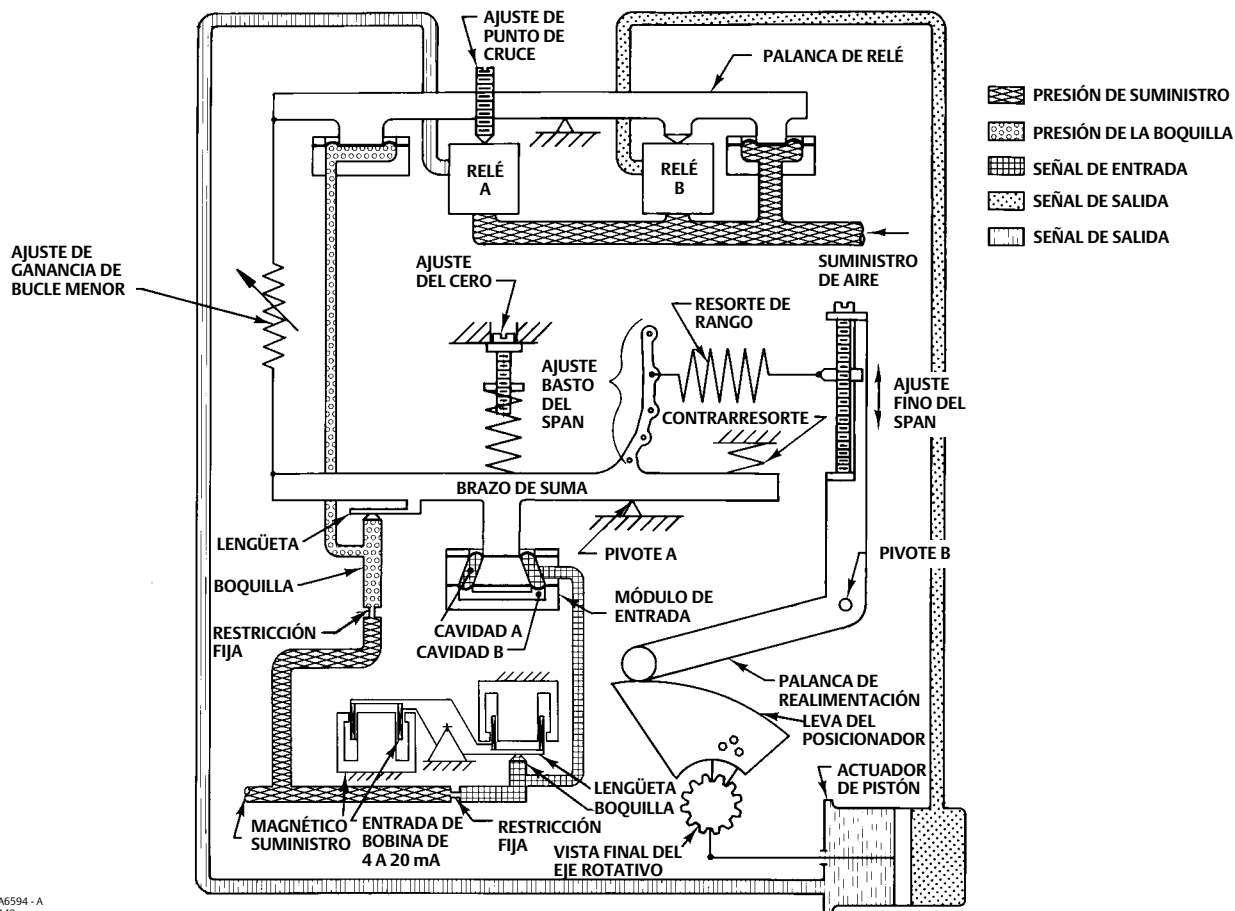 AJUSTE DE
PUNTO DE
CRUCE
PALANCA DE RELÉ
PRESIÓN DE SUMINISTRO
PRESIÓN DE LA BOQUILLA
SEÑAL DE ENTRADA
SEÑAL DE SALIDA
SEÑAL DE SALIDA
RELÉ
A
RELÉ
B
SUMINISTRO
DE AIRE
AJUSTE DE
GANANCIA DE
BUCLE MENOR
AJUSTE
DEL CERO
RESORTE DE
RANGO
AJUSTE
BASTO
DEL
SPAN
CONTRARRESORTE
AJUSTE
FINO DEL
SPAN
BRAZO DE SUMA
LENGÜETA
PIVOTE A
PIVOTE B
BOQUILLA
MÓDULO DE
ENTRADA
RESTRICCIÓN
FIJA
CAVIDAD A
CAVIDAD B
PALANCA DE
REALIMENTACIÓN
LEVA DEL
POSICIONADOR
LENGÜETA
BOQUILLA
ACTUADOR
DE PISTÓN
MAGNÉTICO
SUMINISTRO
ENTRADA DE
BOBINA DE
4 A 20 mA
RESTRICCIÓN
FIJA
VISTA FINAL DEL
EJE ROTATIVO
A6594 - A